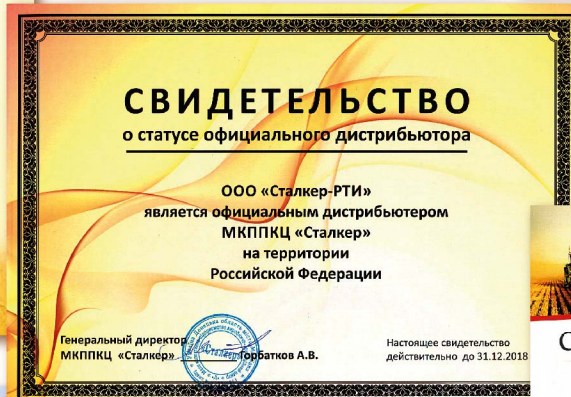 СВИДЕТЕЛЬСТВО
о статусе официального дистрибьютора
ООО «Сталкер-РТИ»
является официальным дистрибьютером
МКППКЦ «Сталкер»
на территории
Российской Федерации
Генеральный директор
МКППКЦ «Сталкер» Горбатков А.В.
Настоящее свидетельство
действительно до 31.12.2018
«Сталкер»
С